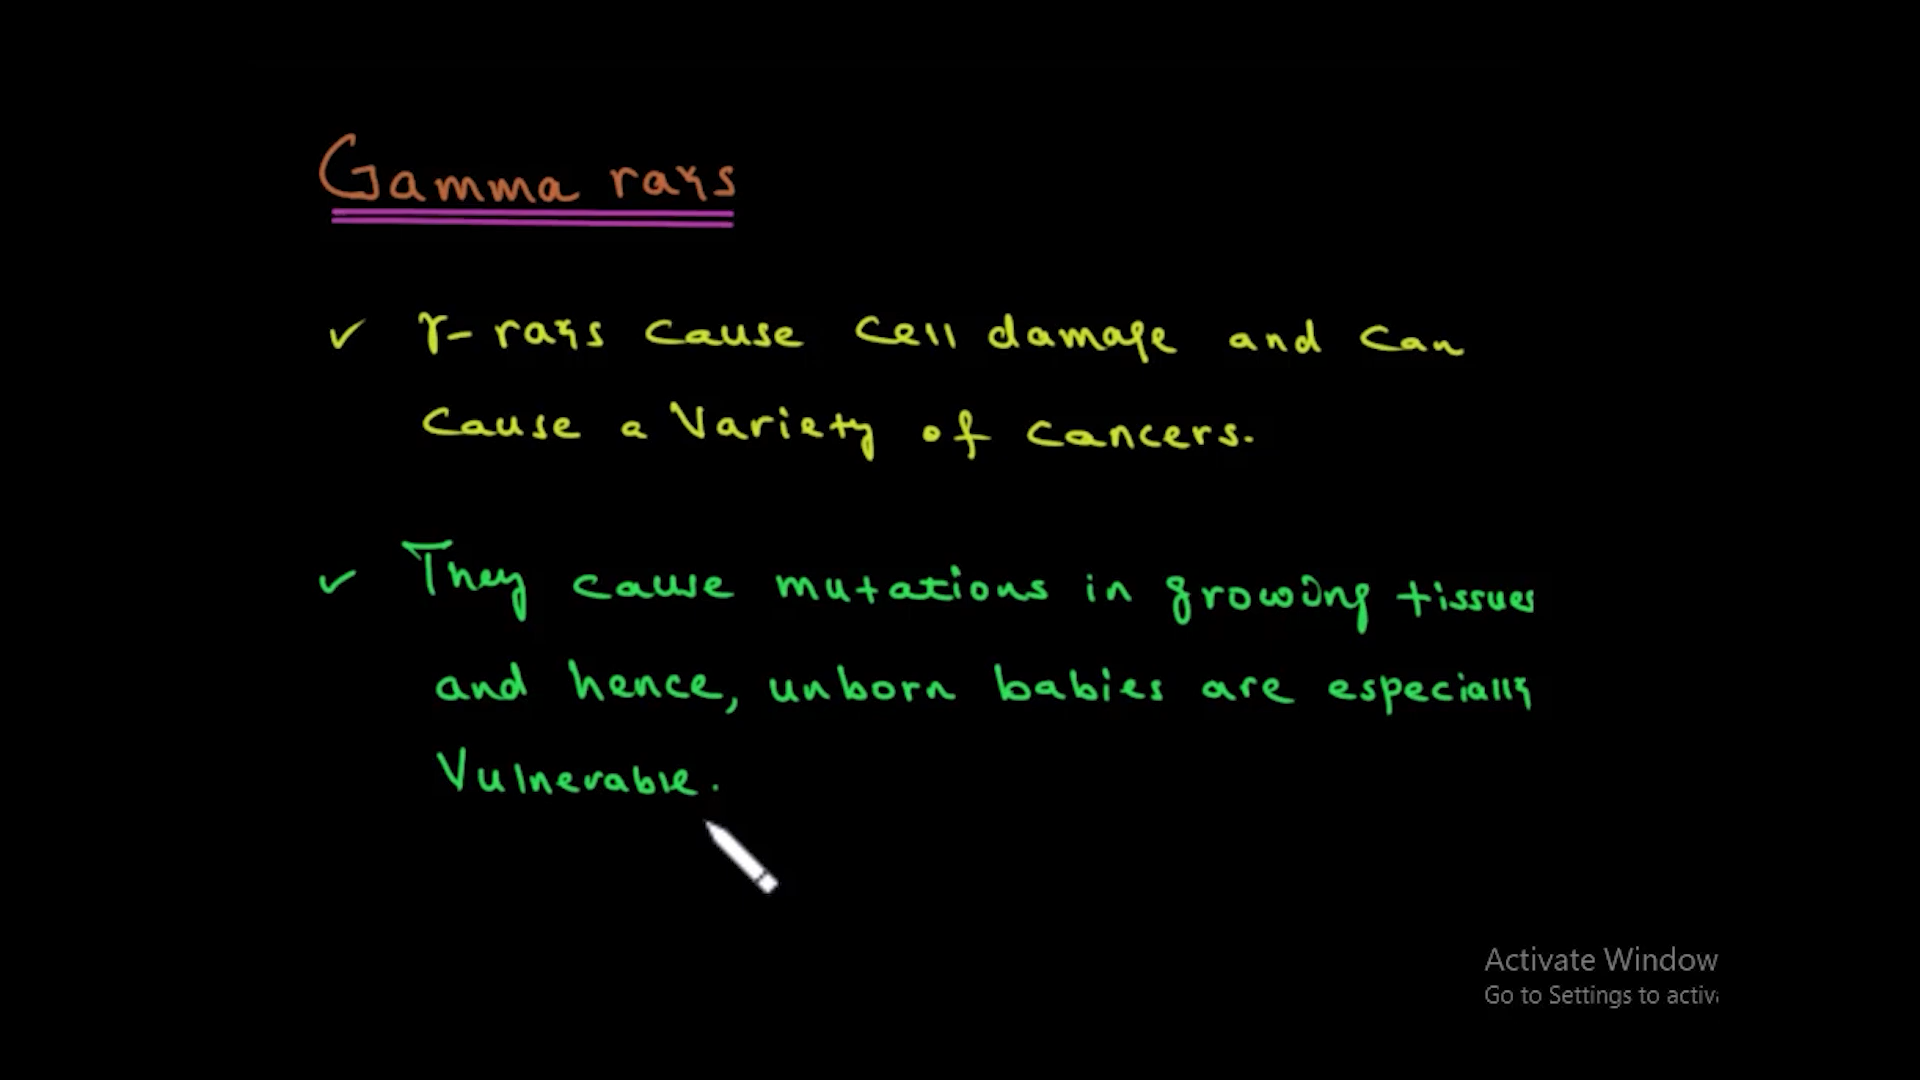 Gamma rays
✓ γ- rays cause cell damage and can
cause a variety of cancers.
✓ They cause mutations in growing tissues
and hence, unborn babies are especially
Vulnerable.
Activate Window
Go to Settings to activa